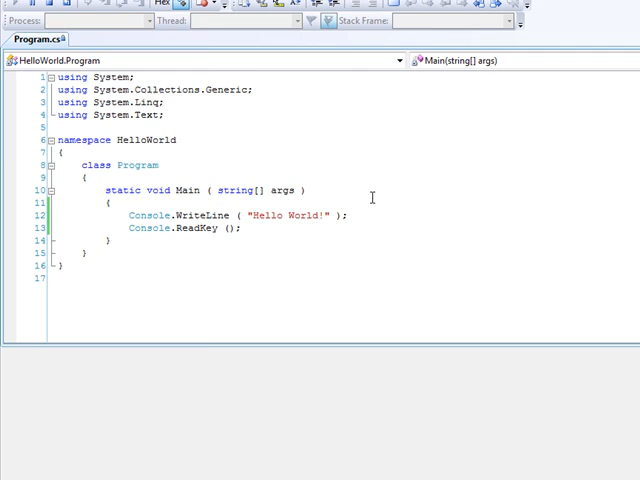 Hex
Process: Thread: Stack Frame:
Program.cs
HelloWorld.Program Main(string[] args)
1 using System;
2 using System.Collections.Generic;
3 using System.Linq;
4 using System.Text;
5
6 namespace HelloWorld
7 {
8 class Program
9 {
10 static void Main ( string[] args )
11 {
12 Console.WriteLine ( "Hello World!" );
13 Console.ReadKey ();
14 }
15 }
16 }
17